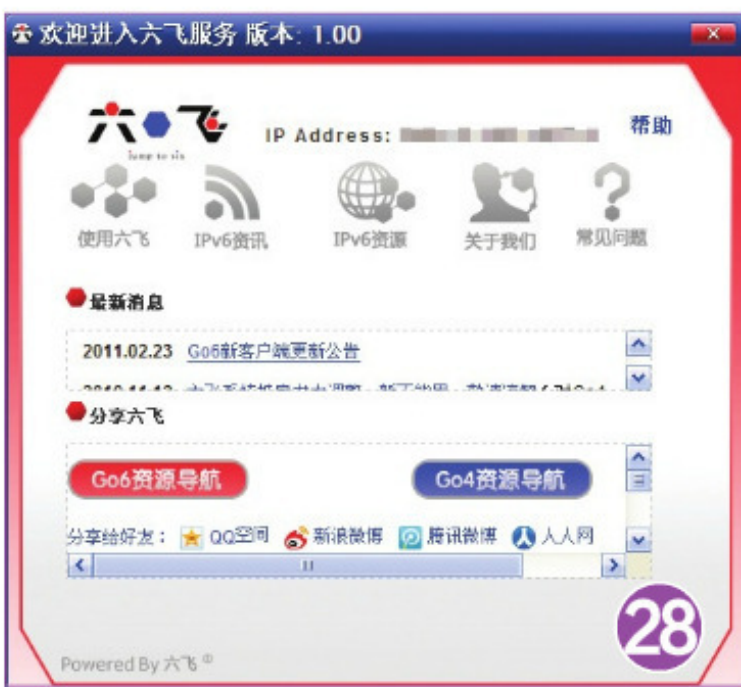 欢迎进入六飞服务 版本: 1.00
六飞
IP Address:
帮助
jump to six
使用六飞
IPv6资讯
IPv6资源
关于我们
常见问题
最新消息
2011.02.23 Go6新客户端更新公告
分享六飞
Go6资源导航
Go4资源导航
分享给好友： QQ空间 新浪微博 腾讯微博 人人网
28
Powered By 六飞 ®